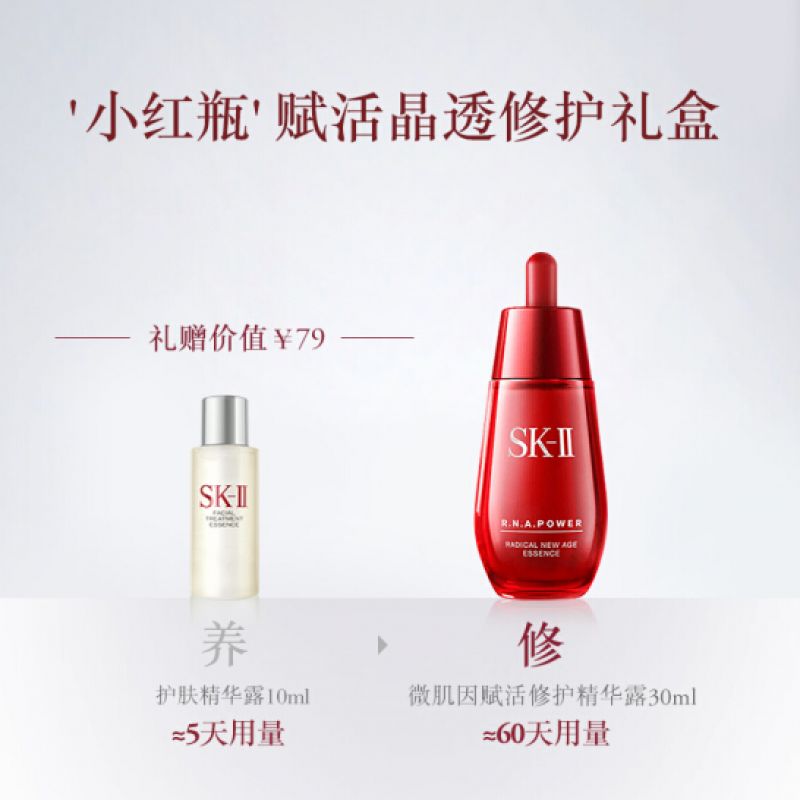 '小红瓶' 赋活晶透修护礼盒
礼赠价值￥79
SK-II
FACIAL
TREATMENT
ESSENCE
SK-II
R.N.A.POWER
RADICAL NEW AGE
ESSENCE
养
修
护肤精华露10ml
微肌因赋活修护精华露30ml
≈5天用量
≈60天用量